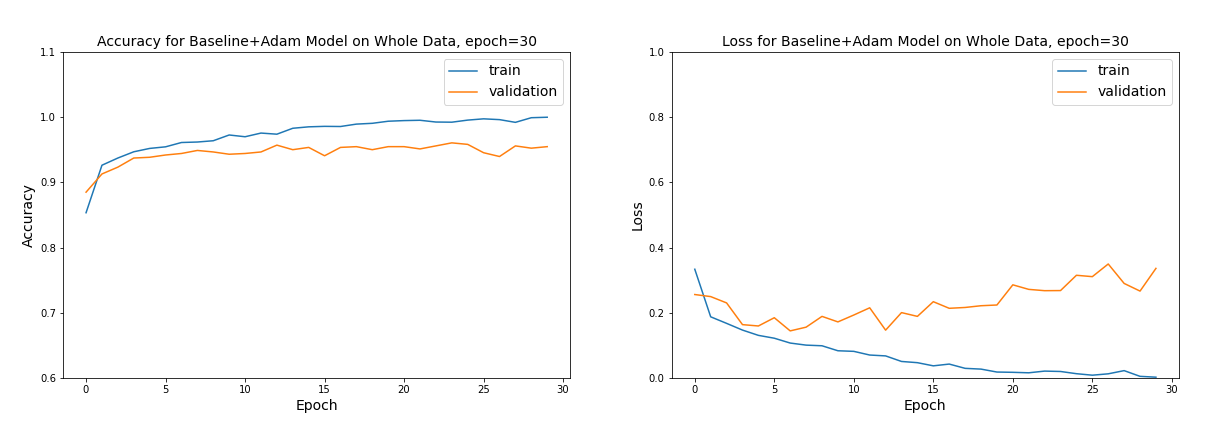 Accuracy for Baseline+Adam Model on Whole Data, epoch=30
train
validation
1.1
1.0
0.9
0.8
0.7
0.6
Accuracy
0 5 10 15 20 25 30
Epoch
Loss for Baseline+Adam Model on Whole Data, epoch=30
train
validation
1.0
0.8
0.6
0.4
0.2
0.0
Loss
0 5 10 15 20 25 30
Epoch